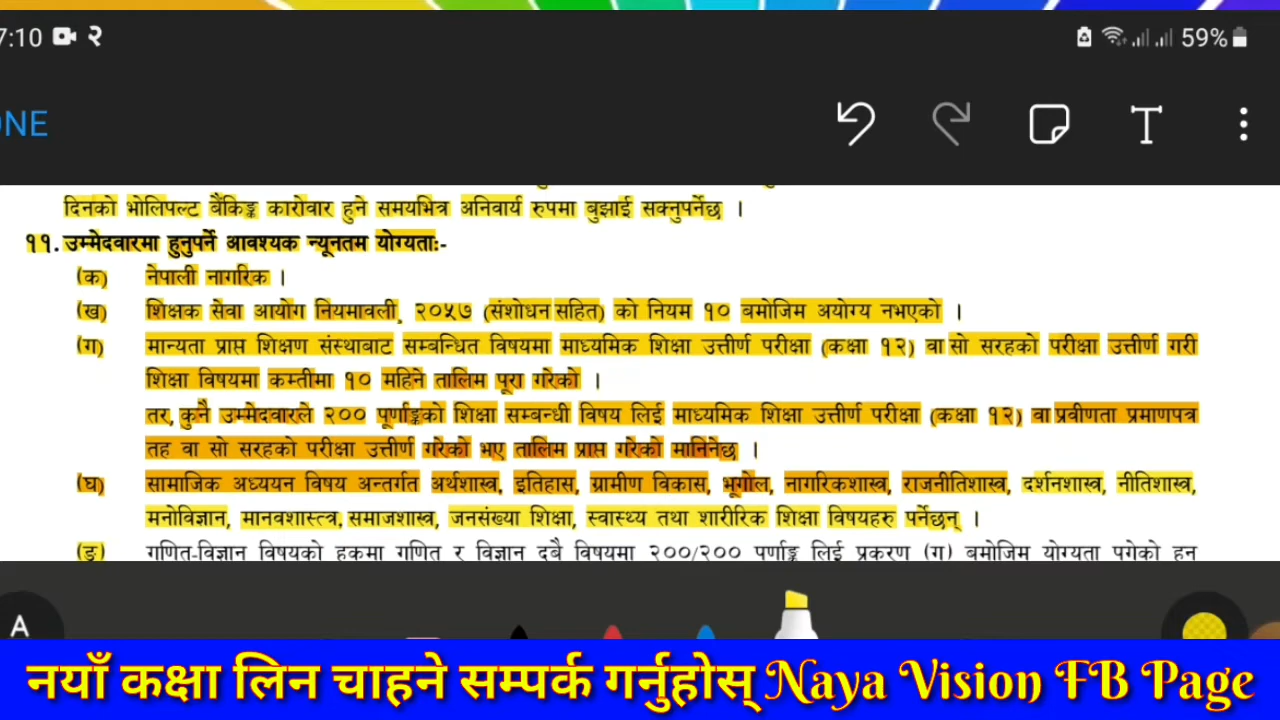 7:10 २ 59%
ONE T
दिनको भोलिपल्ट बैंकिङ्क कारोवार हुने समयभित्र अनिवार्य रुपमा बुझाई सक्नुपर्नेछ ।
११. उम्मेदवारमा हुनुपर्ने आवश्यक न्यूनतम योग्यताः-
(क) नेपाली नागरिक ।
(ख) शिक्षक सेवा आयोग नियमावली, २०५७ (संशोधन सहित) को नियम १० बमोजिम अयोग्य नभएको ।
(ग) मान्यता प्राप्त शिक्षण संस्थाबाट सम्बन्धित विषयमा माध्यमिक शिक्षा उत्तीर्ण परीक्षा (कक्षा १२) वा सो सरहको परीक्षा उत्तीर्ण गरी
शिक्षा विषयमा कम्तीमा १० महिने तालिम पूरा गरेको ।
तर, कुनै उम्मेदवारले २०० पूर्णाङ्कको शिक्षा सम्बन्धी विषय लिई माध्यमिक शिक्षा उत्तीर्ण परीक्षा (कक्षा १२) वा प्रवीणता प्रमाणपत्र
तह वा सो सरहको परीक्षा उत्तीर्ण गरेको भए तालिम प्राप्त गरेको मानिनेछ ।
(घ) सामाजिक अध्ययन विषय अन्तर्गत अर्थशास्त्र, इतिहास, ग्रामीण विकास, भूगोल, नागरिकशास्त्र, राजनीतिशास्त्र, दर्शनशास्त्र, नीतिशास्त्र,
मनोविज्ञान, मानवशास्त्र, समाजशास्त्र, जनसंख्या शिक्षा, स्वास्थ्य तथा शारीरिक शिक्षा विषयहरु पर्नेछन् ।
(ङ) गणित-विज्ञान विषयको हकमा गणित र विज्ञान दुबै विषयमा २००/२०० पूर्णाङ्क लिई प्रकरण (ग) बमोजिम योग्यता पुगेको हुनु
A
नयाँ कक्षा लिन चाहने सम्पर्क गर्नुहोस् Naya Vision FB Page